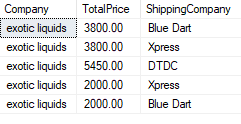 Company TotalPrice ShippingCompany
exotic liquids 3800.00 Blue Dart
exotic liquids 3800.00 Xpress
exotic liquids 5450.00 DTDC
exotic liquids 2000.00 Xpress
exotic liquids 2000.00 Blue Dart